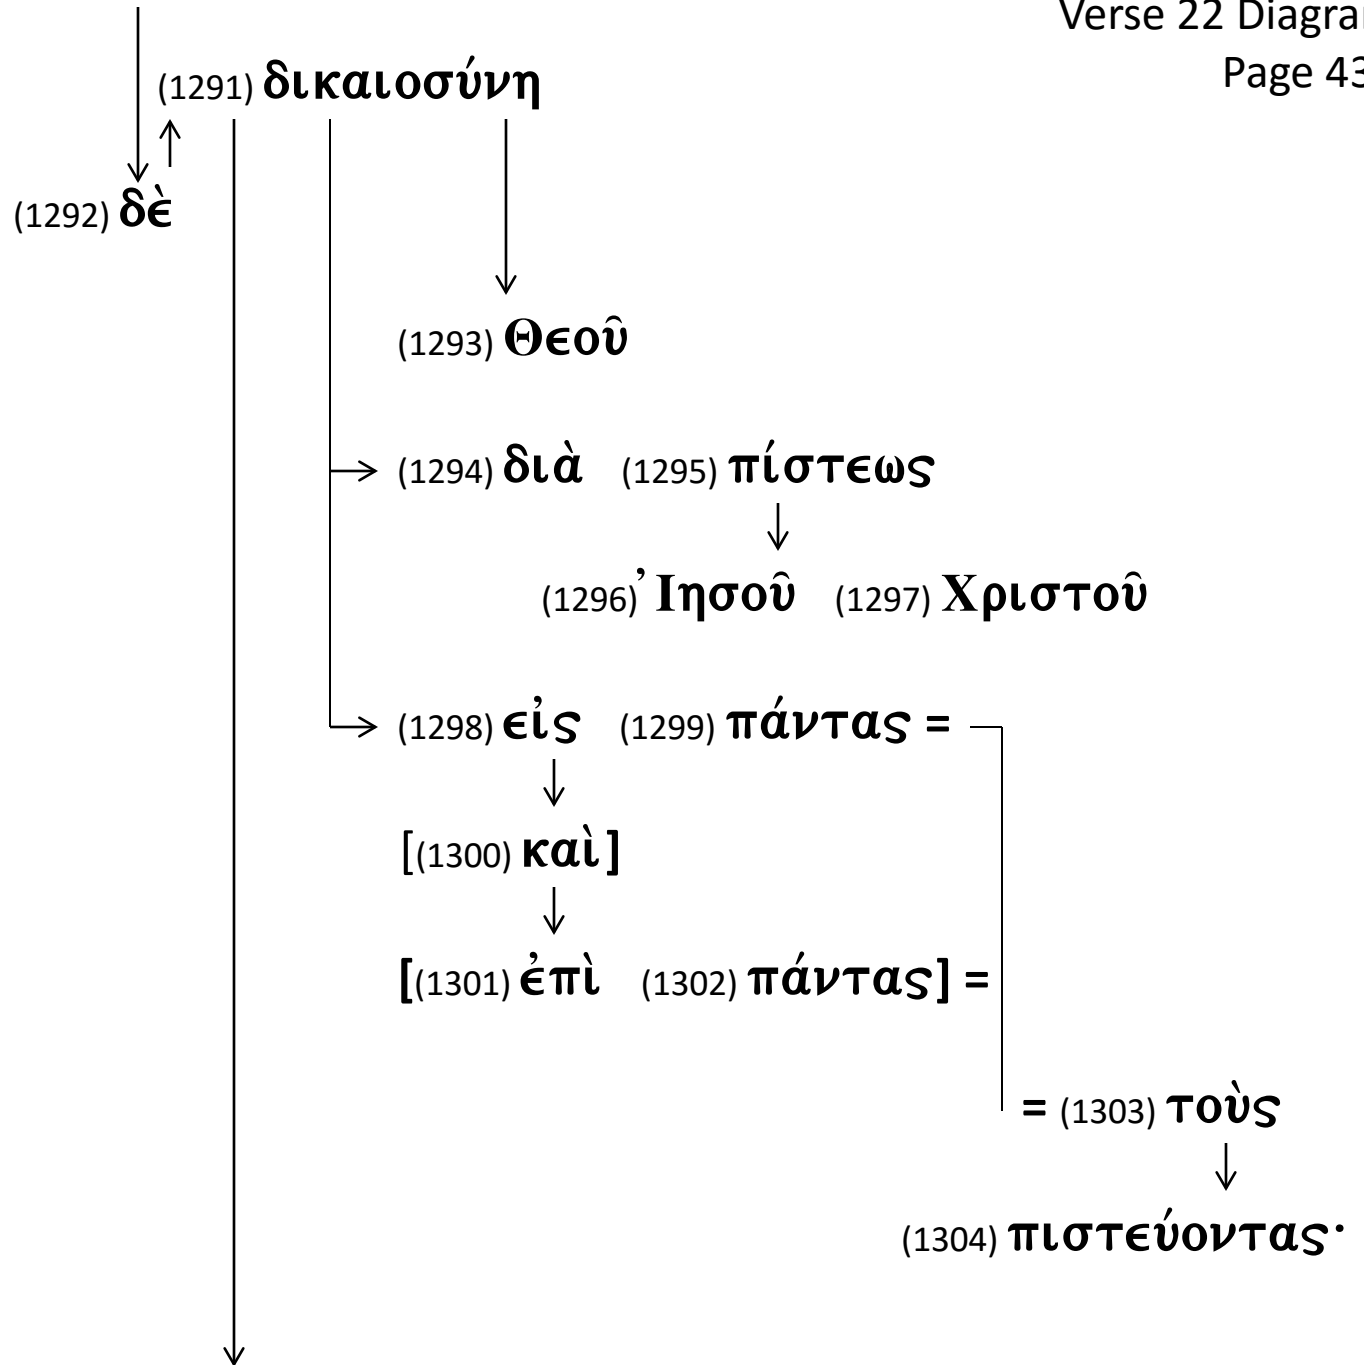 Verse 22 Diagra
Page 43
(1291) δικαιοσύνη
(1292) δὲ
(1293) Θεοῦ
(1294) διὰ (1295) πίστεως
(1296) Ἰησοῦ (1297) Χριστοῦ
(1298) εἰς (1299) πάντας =
[(1300) καὶ]
[(1301) ἐπὶ (1302) πάντας] =
= (1303) τοὺς
(1304) πιστεύοντας·